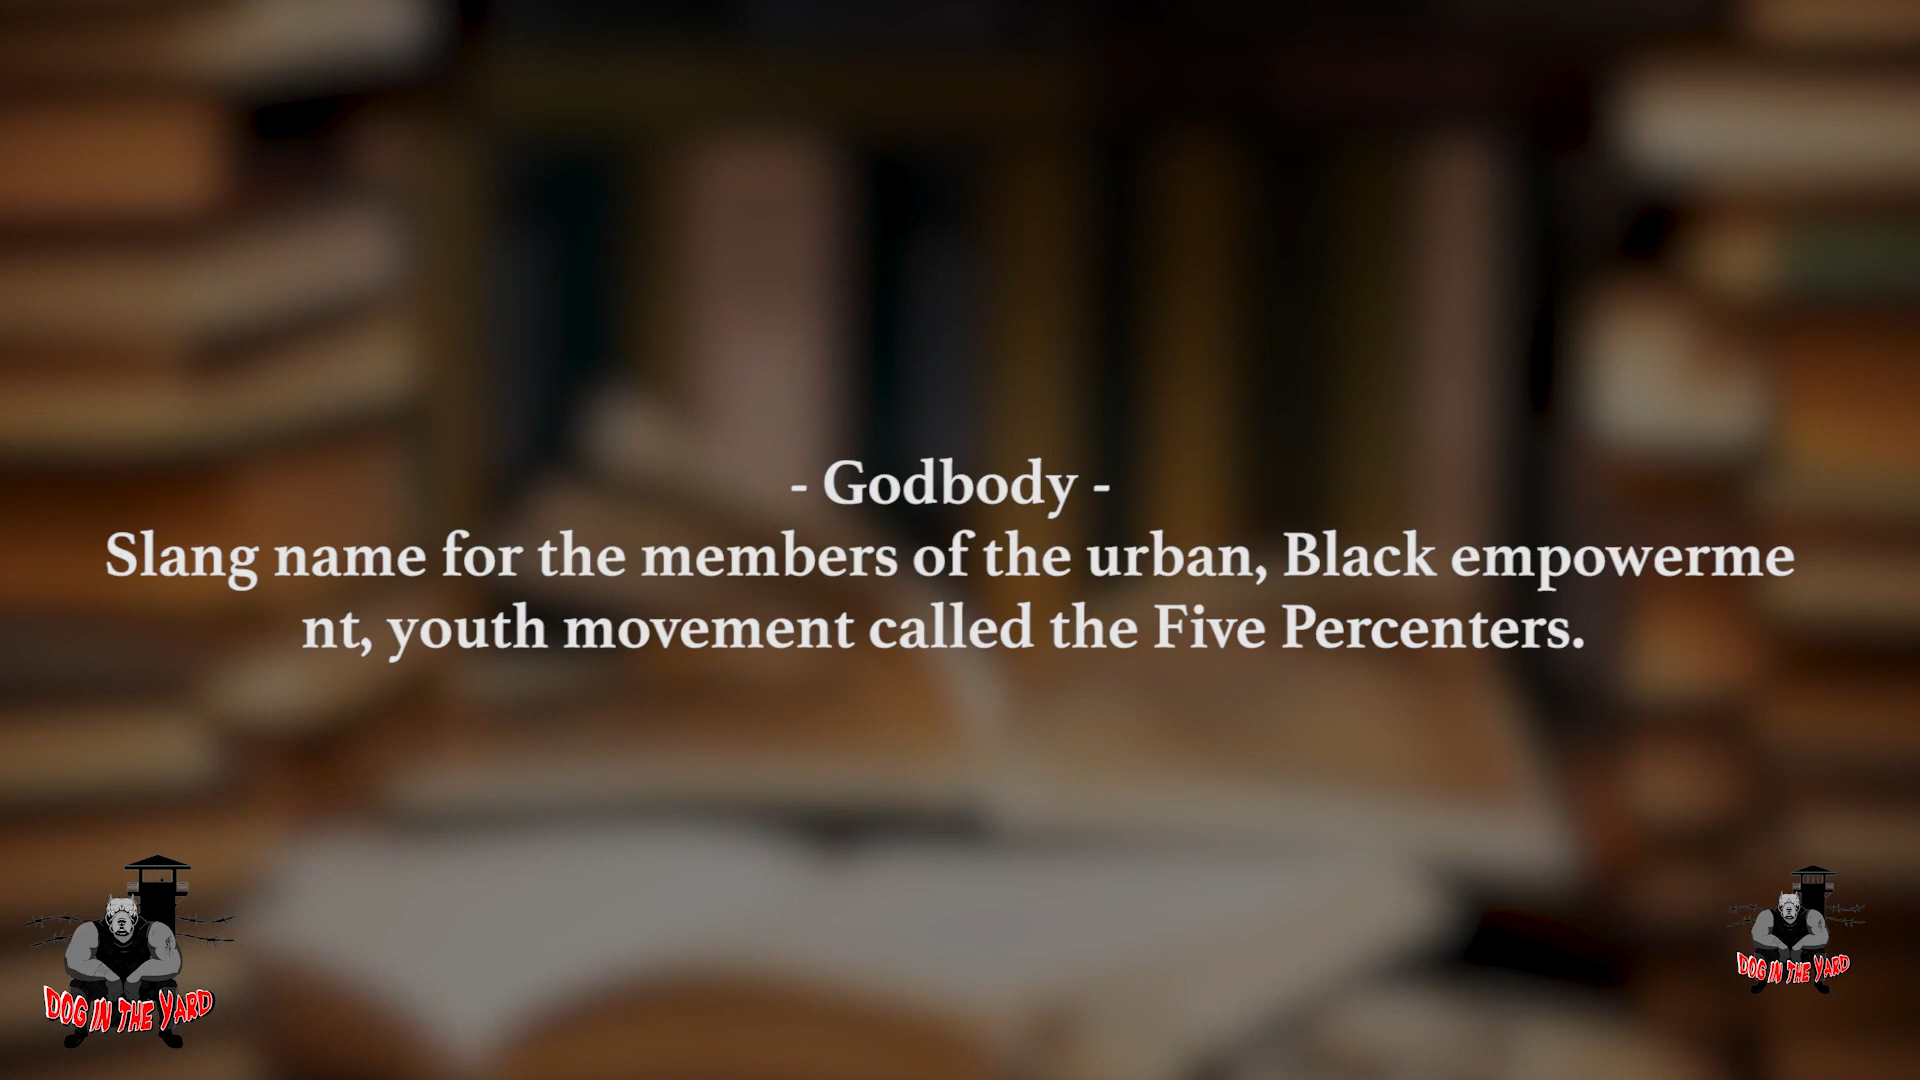 - Godbody -
Slang name for the members of the urban, Black empowerme
nt, youth movement called the Five Percenters.
DOG IN THE YARD
DOG IN THE YARD